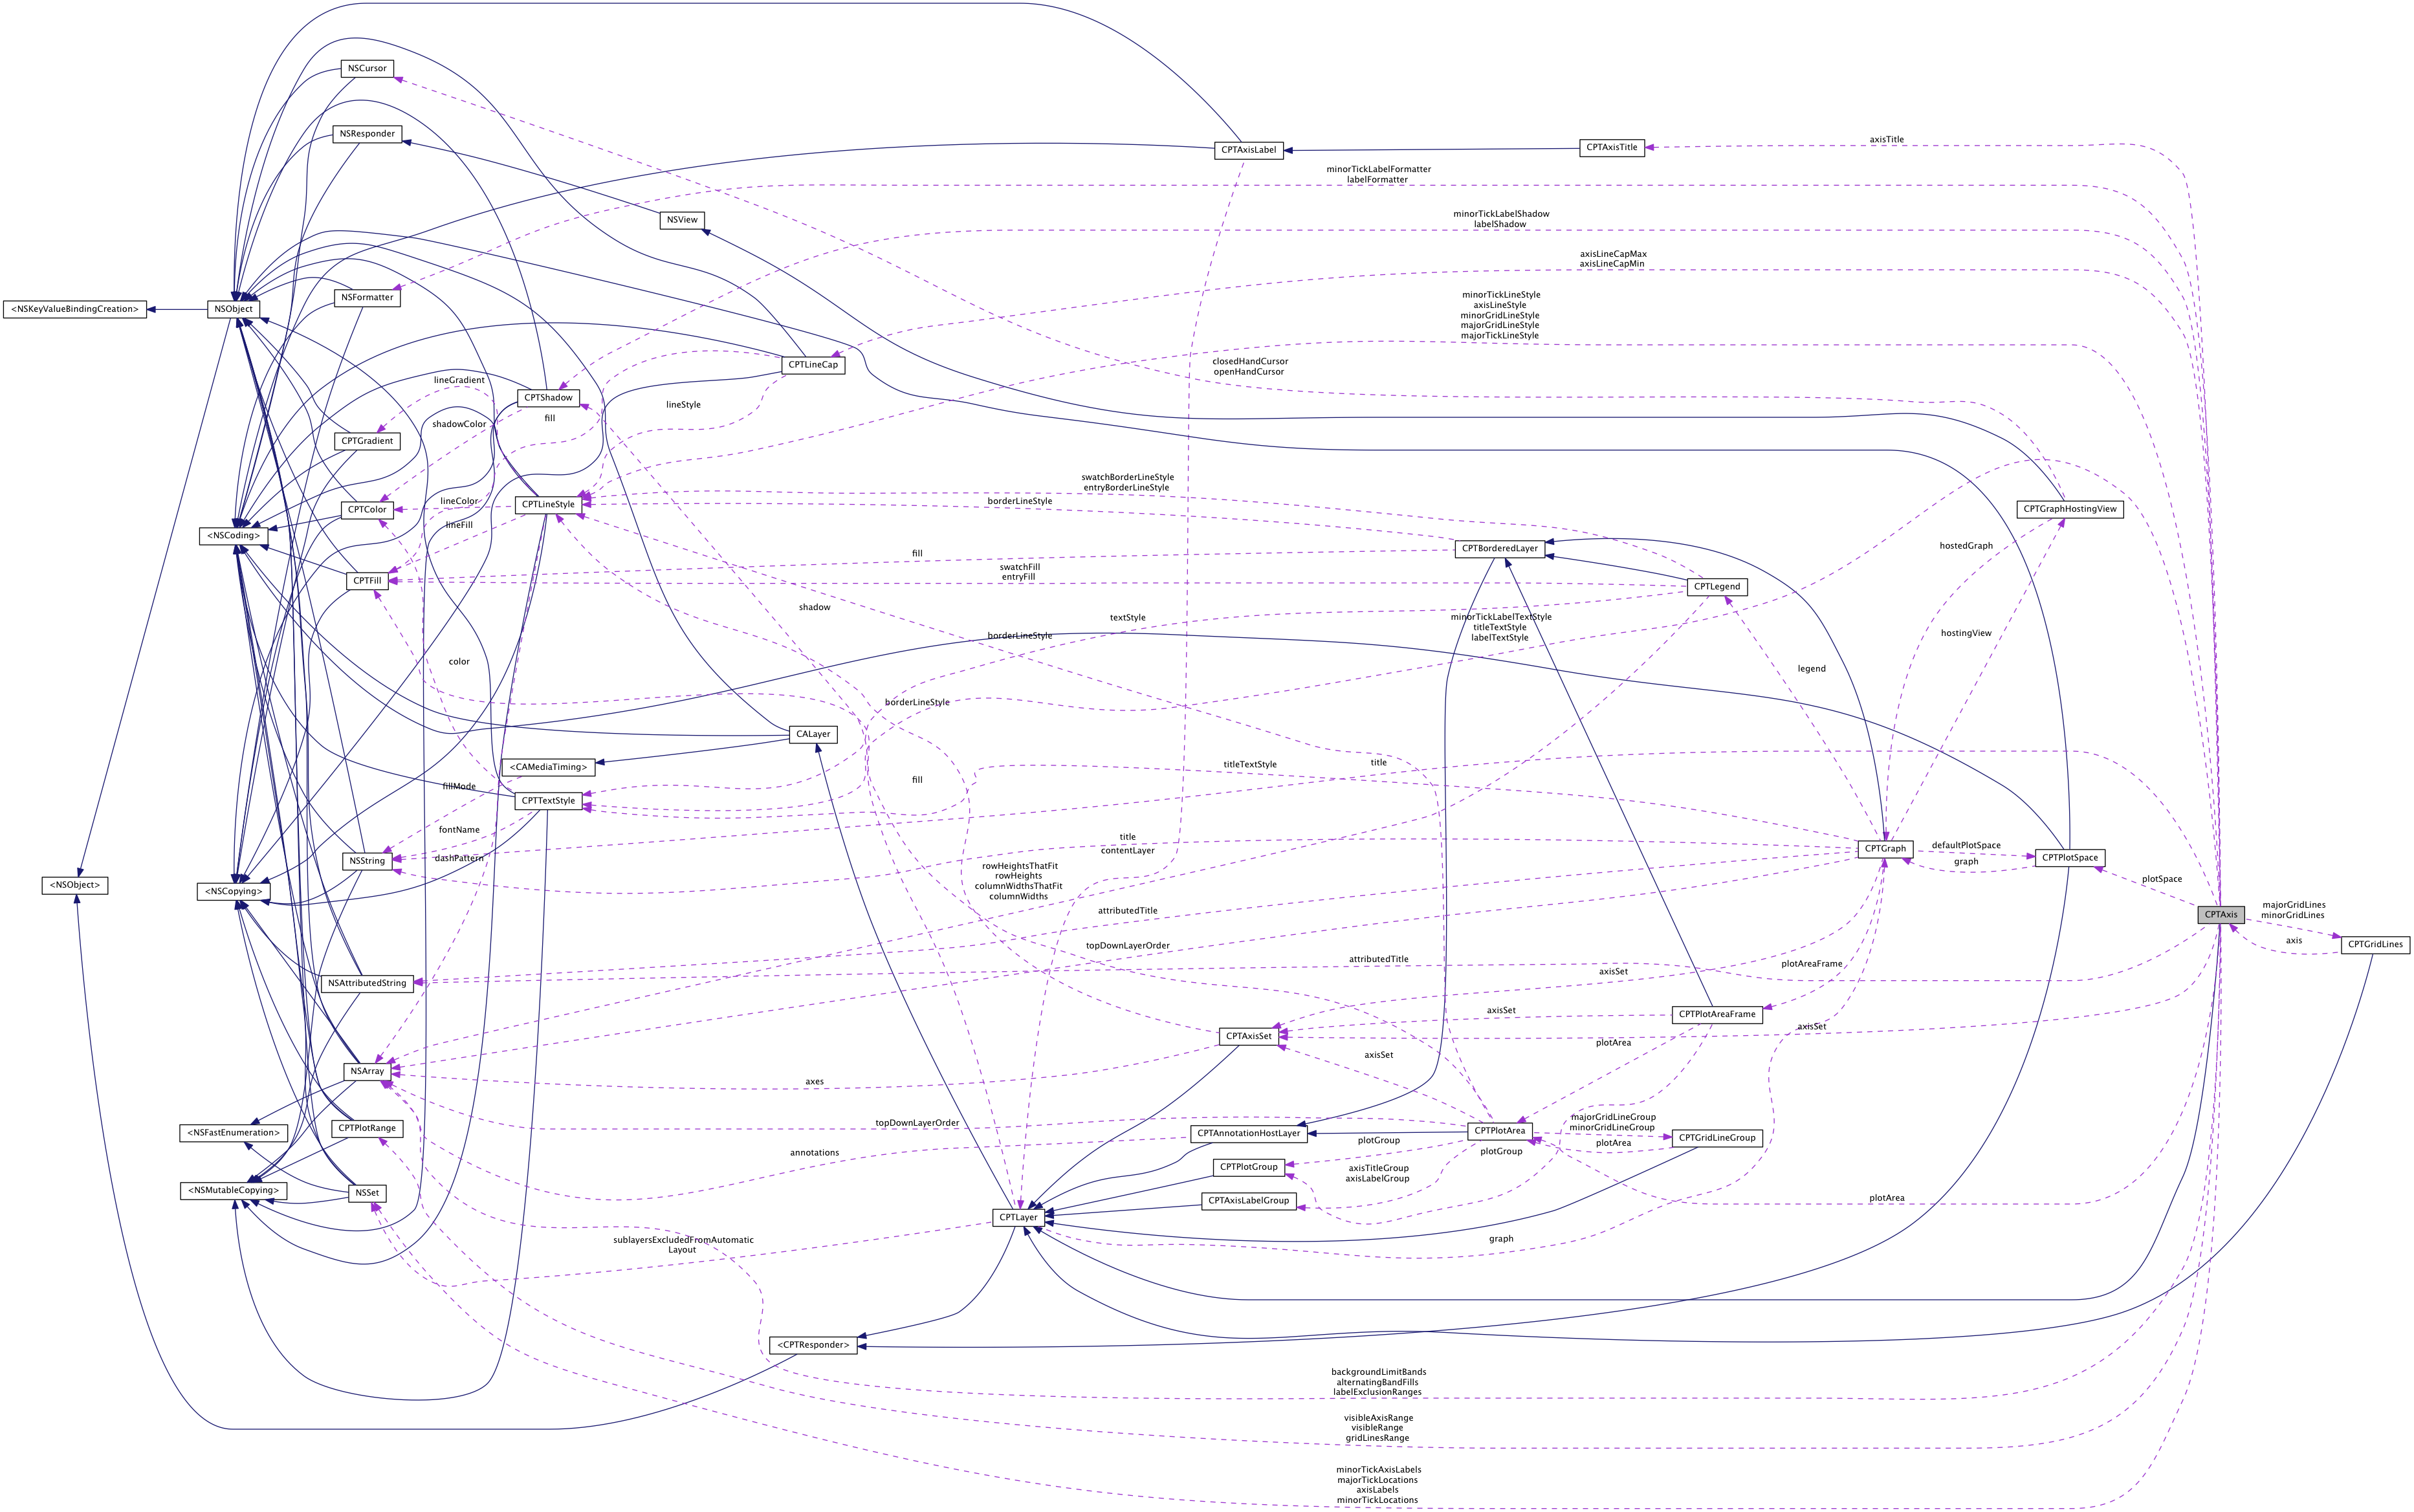 NSCursor
NSResponder
axisTitle
CPTAxisLabel
CPTAxisTitle
minorTickLabelFormatter
labelFormatter
NSView
minorTickLabelShadow
labelShadow
axisLineCapMax
axisLineCapMin
NSFormatter
<NSKeyValueBindingCreation>
NSObject
minorTickLineStyle
axisLineStyle
minorGridLineStyle
majorGridLineStyle
majorTickLineStyle
closedHandCursor
openHandCursor
CPTLineCap
lineGradient
CPTShadow
fill
shadowColor
lineStyle
CPTGradient
swatchBorderLineStyle
entryBorderLineStyle
lineColor
CPTLineStyle
borderLineStyle
CPTColor
CPTGraphHostingView
lineFill
<NSCoding>
hostedGraph
CPTBorderedLayer
fill
swatchFill
entryFill
CPTFill
CPTLegend
shadow
textStyle
minorTickLabelTextStyle
titleTextStyle
labelTextStyle
borderLineStyle
hostingView
color
legend
borderLineStyle
CALayer
<CAMediaTiming>
titleTextStyle
title
fill
fillMode
CPTTextStyle
fontName
title
contentLayer
defaultPlotSpace
CPTGraph
CPTPlotSpace
graph
NSString
dashPattern
rowHeightsThatFit
rowHeights
columnWidthsThatFit
columnWidths
<NSObject>
<NSCopying>
plotSpace
attributedTitle
CPTAxis
majorGridLines
minorGridLines
axis
CPTGridLines
topDownLayerOrder
attributedTitle
plotAreaFrame
axisSet
NSAttributedString
CPTPlotAreaFrame
axisSet
axisSet
CPTAxisSet
plotArea
axisSet
NSArray
axes
topDownLayerOrder
majorGridLineGroup
minorGridLineGroup
CPTPlotRange
<NSFastEnumeration>
CPTAnnotationHostLayer
CPTPlotArea
CPTGridLineGroup
plotGroup
plotArea
plotGroup
annotations
CPTPlotGroup
axisTitleGroup
axisLabelGroup
<NSMutableCopying>
NSSet
CPTAxisLabelGroup
plotArea
CPTLayer
sublayersExcludedFromAutomatic
Layout
graph
<CPTResponder>
backgroundLimitBands
alternatingBandFills
labelExclusionRanges
visibleAxisRange
visibleRange
gridLinesRange
minorTickAxisLabels
majorTickLocations
axisLabels
minorTickLocations